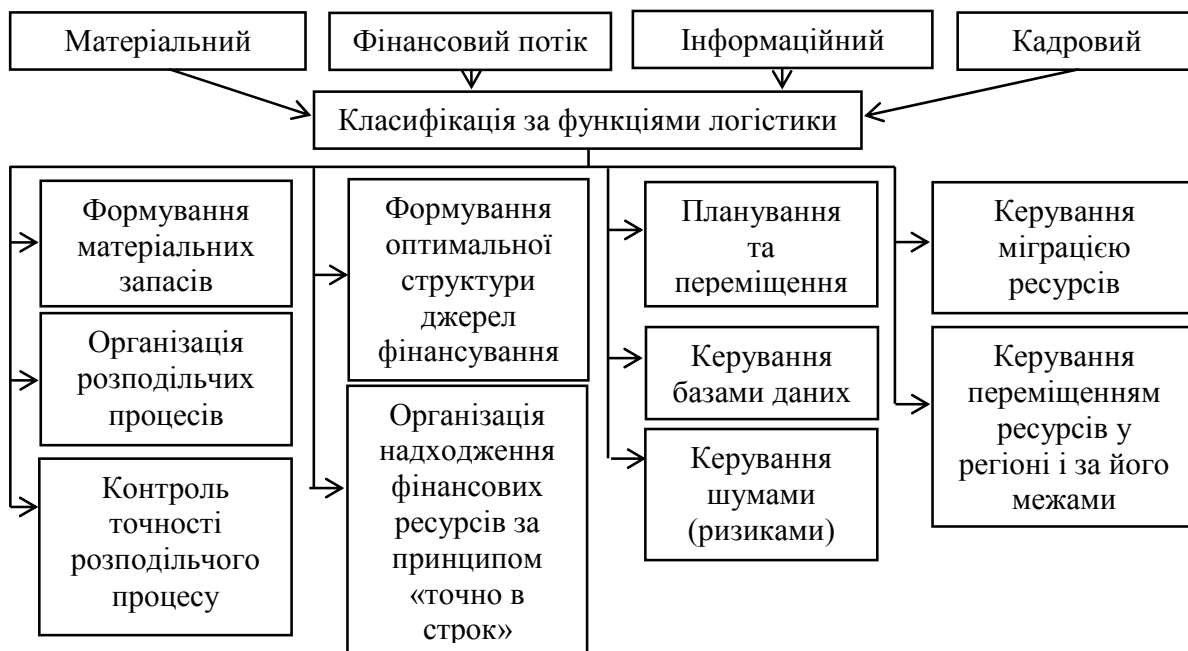 Матеріальний
Фінансовий потік
Інформаційний
Кадровий
Класифікація за функціями логістики
Формування
матеріальних
запасів
Організація
розподільчих
процесів
Контроль
точності
розподільчого
процесу
Формування
оптимальної
структури
джерел
фінансування
Організація
надходження
фінансових
ресурсів за
принципом
«точно в
строк»
Планування
та
переміщення
Керування
базами даних
Керування
шумами
(ризиками)
Керування
міграцією
ресурсів
Керування
переміщенням
ресурсів у
регіоні і за його
межами